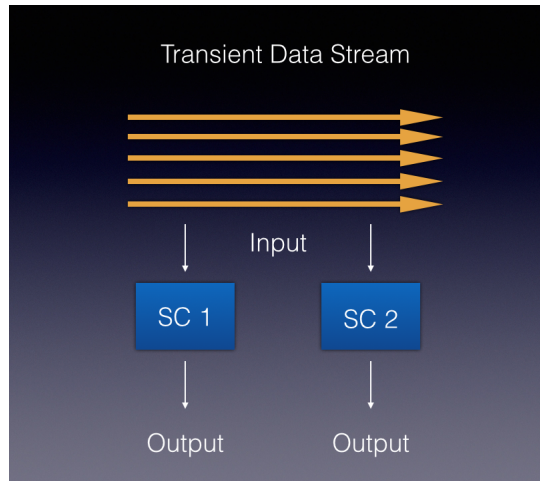 Transient Data Stream
Input
SC 1
SC 2
Output
Output